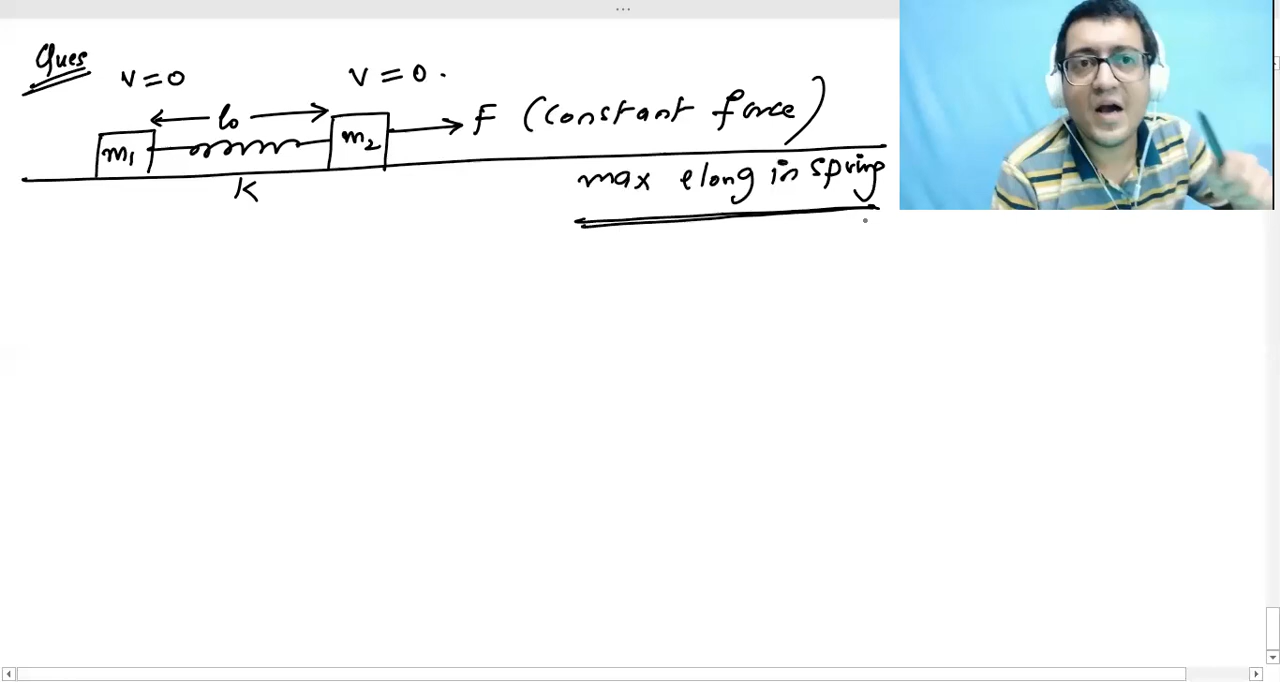 Ques
v=0 v=0.
l₀
m₁ m₂ F (constant force)
K
max elong in spring